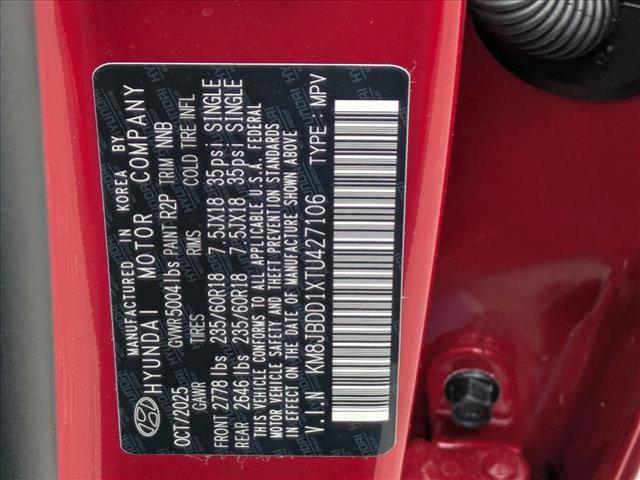 MANUFACTURED IN KOREA BY
HYUNDAI MOTOR COMPANY
OCT/2025 GVWR:5004 lbs PAINT R2P TRIM NNB
GAWR TIRES RIMS COLD TIRE INFL
FRONT 2778 lbs 235/60R18 7.5JX18 35psi SINGLE
REAR 2646 lbs 235/60R18 7.5JX18 35psi SINGLE
THIS VEHICLE CONFORMS TO ALL APPLICABLE U.S.A. FEDERAL
MOTOR VEHICLE SAFETY AND THEFT PREVENTION STANDARDS
IN EFFECT ON THE DATE OF MANUFACTURE SHOWN ABOVE
V.I.N KM8JBDD1XTU427106 TYPE : MPV